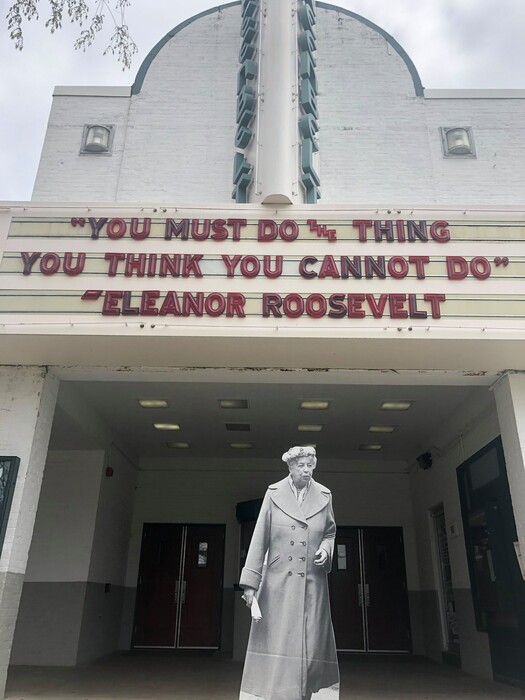 "YOU MUST DO THE THING
YOU THINK YOU CANNOT DO"
-ELEANOR ROOSEVELT